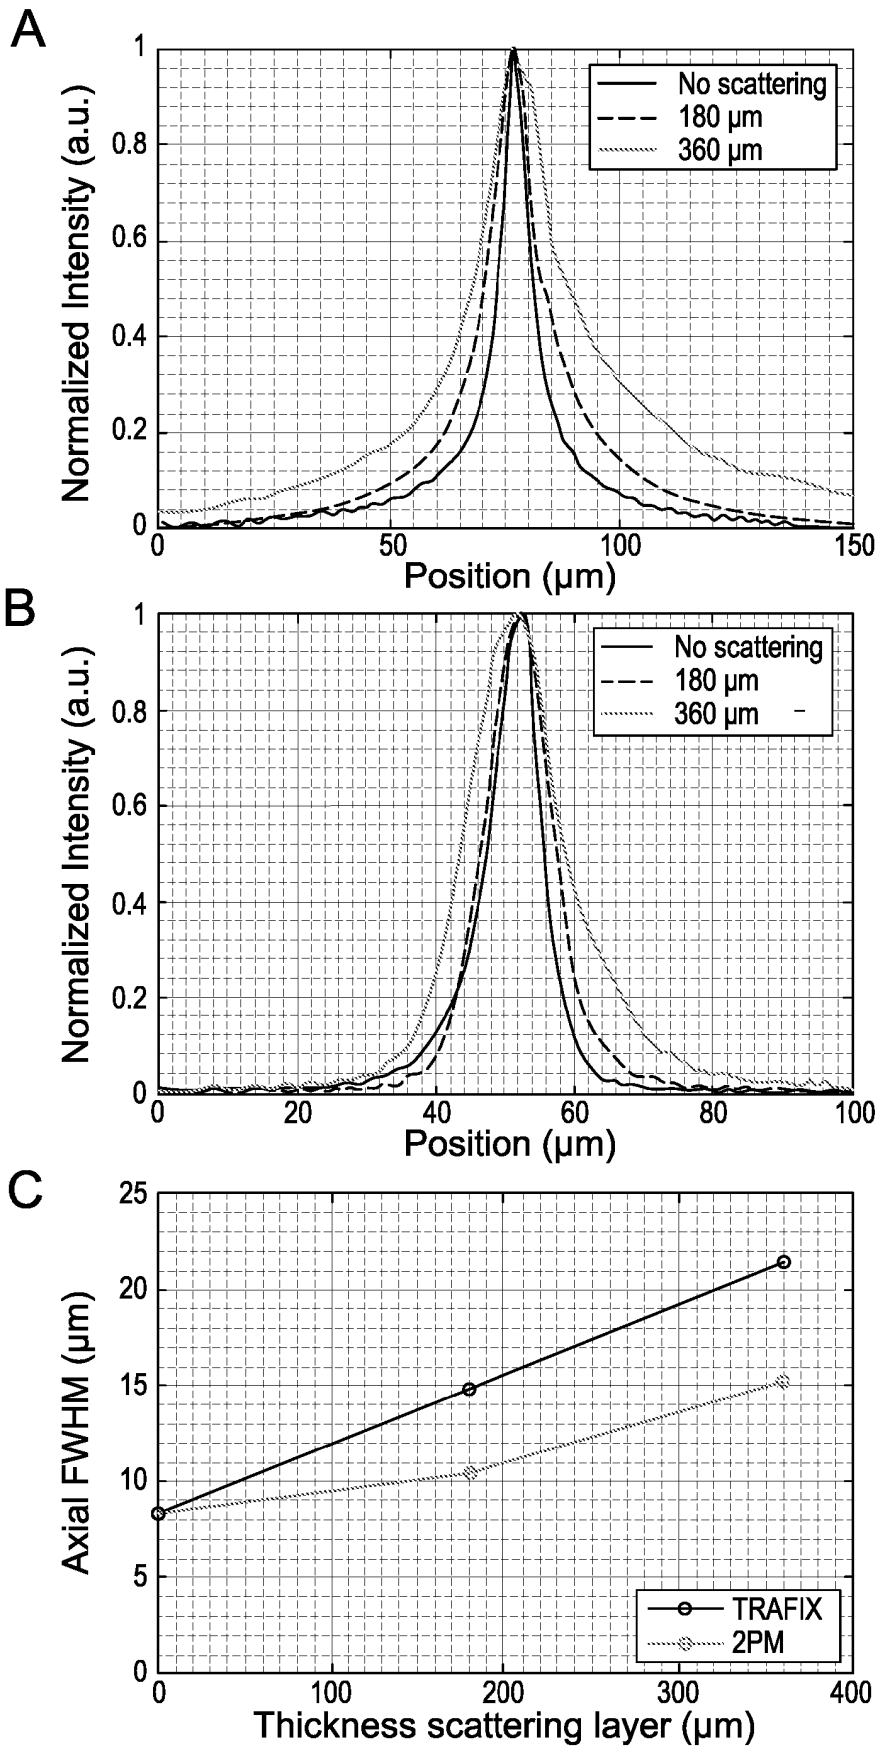 A
Normalized Intensity (a.u.)
1
0.8
0.6
0.4
0.2
0
No scattering
180 µm
360 µm
0
50
100
150
Position (µm)
B
Normalized Intensity (a.u.)
1
0.8
0.6
0.4
0.2
0
No scattering
180 µm
360 µm
0
20
40
60
80
100
Position (µm)
C
Axial FWHM (µm)
25
20
15
10
5
0
TRAFIX
2PM
0
100
200
300
400
Thickness scattering layer (µm)